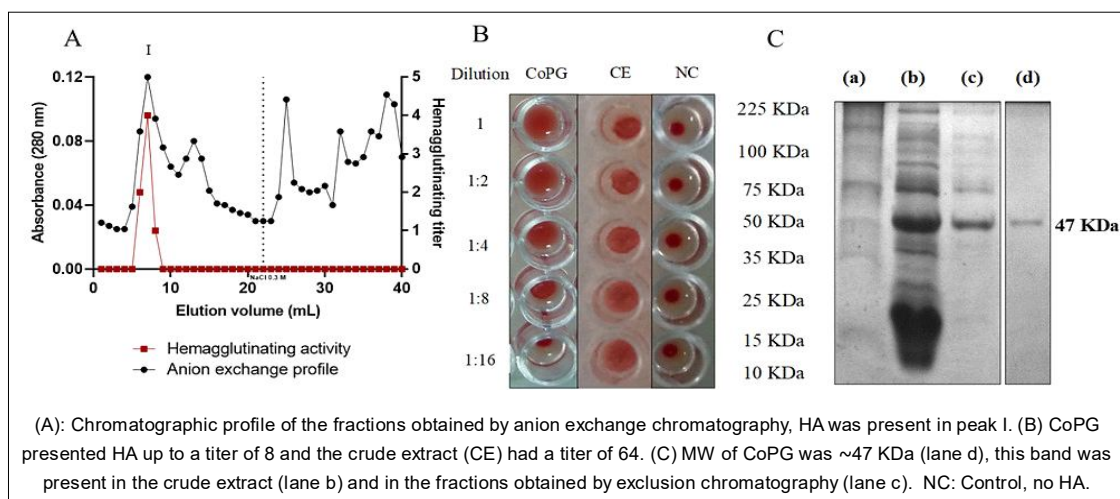 A
I
0.12
0.08
0.04
0.00
Absorbance (280 nm)
5
4
3
2
1
0
Hemagglutinating titer
NaCl 0.3 M
0 10 20 30 40
Elution volume (mL)
Hemagglutinating activity
Anion exchange profile
B
Dilution CoPG CE NC
1
1:2
1:4
1:8
1:16
C
(a) (b) (c) (d)
225 KDa
100 KDa
75 KDa
50 KDa
35 KDa
25 KDa
15 KDa
10 KDa
47 KDa
(A): Chromatographic profile of the fractions obtained by anion exchange chromatography, HA was present in peak I. (B) CoPG
presented HA up to a titer of 8 and the crude extract (CE) had a titer of 64. (C) MW of CoPG was ~47 KDa (lane d), this band was
present in the crude extract (lane b) and in the fractions obtained by exclusion chromatography (lane c). NC: Control, no HA.